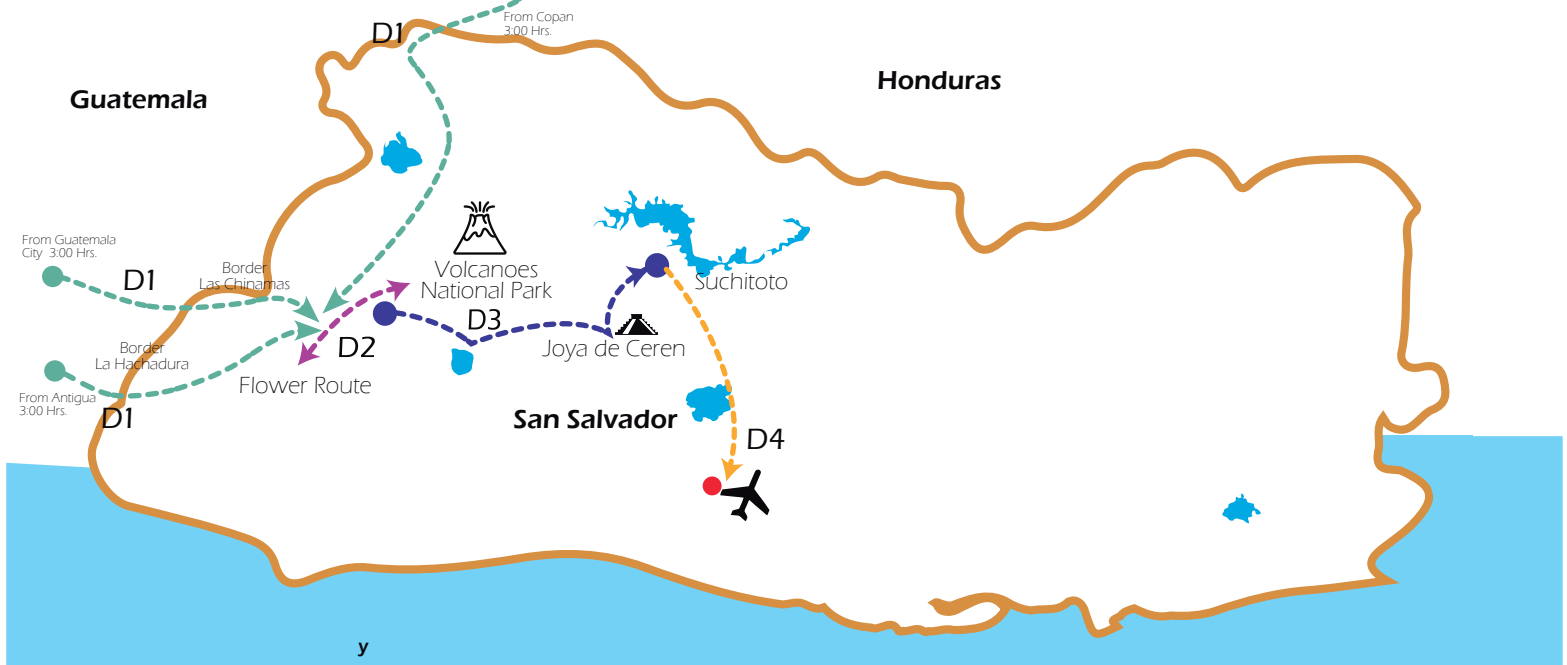 From Copan
3:00 Hrs.
D1
Honduras
Guatemala
From Guatemala
City 3:00 Hrs.
D1
Border
Las Chinamas
Volcanoes
National Park
Suchitoto
D3
D2
Joya de Ceren
Border
La Hachadura
Flower Route
From Antigua
3:00 Hrs.
D1
San Salvador
D4
y